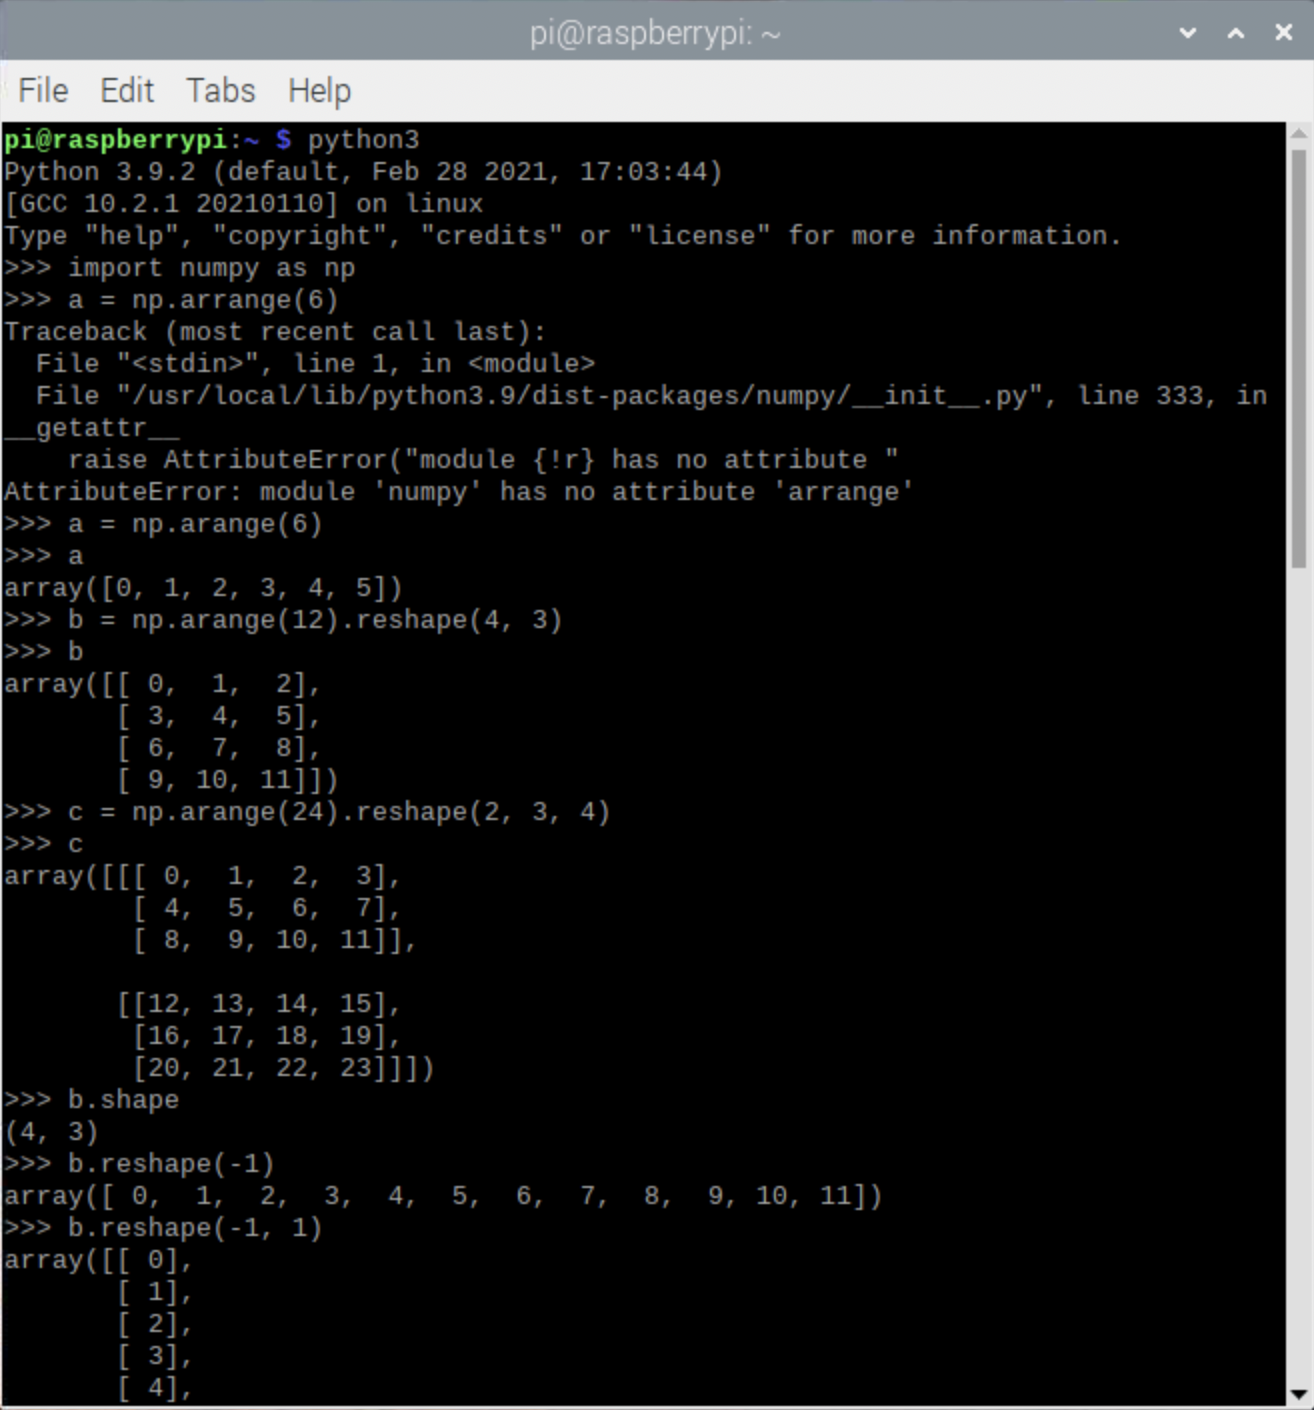 pi@raspberrypi: ~
File Edit Tabs Help
pi@raspberrypi:~ $ python3
Python 3.9.2 (default, Feb 28 2021, 17:03:44)
[GCC 10.2.1 20210110] on linux
Type "help", "copyright", "credits" or "license" for more information.
>>> import numpy as np
>>> a = np.arrange(6)
Traceback (most recent call last):
  File "<stdin>", line 1, in <module>
  File "/usr/local/lib/python3.9/dist-packages/numpy/__init__.py", line 333, in
__getattr__
    raise AttributeError("module {!r} has no attribute "
AttributeError: module 'numpy' has no attribute 'arrange'
>>> a = np.arange(6)
>>> a
array([0, 1, 2, 3, 4, 5])
>>> b = np.arange(12).reshape(4, 3)
>>> b
array([[ 0,  1,  2],
       [ 3,  4,  5],
       [ 6,  7,  8],
       [ 9, 10, 11]])
>>> c = np.arange(24).reshape(2, 3, 4)
>>> c
array([[[ 0,  1,  2,  3],
        [ 4,  5,  6,  7],
        [ 8,  9, 10, 11]],

       [[12, 13, 14, 15],
        [16, 17, 18, 19],
        [20, 21, 22, 23]]])
>>> b.shape
(4, 3)
>>> b.reshape(-1)
array([ 0,  1,  2,  3,  4,  5,  6,  7,  8,  9, 10, 11])
>>> b.reshape(-1, 1)
array([[ 0],
       [ 1],
       [ 2],
       [ 3],
       [ 4],